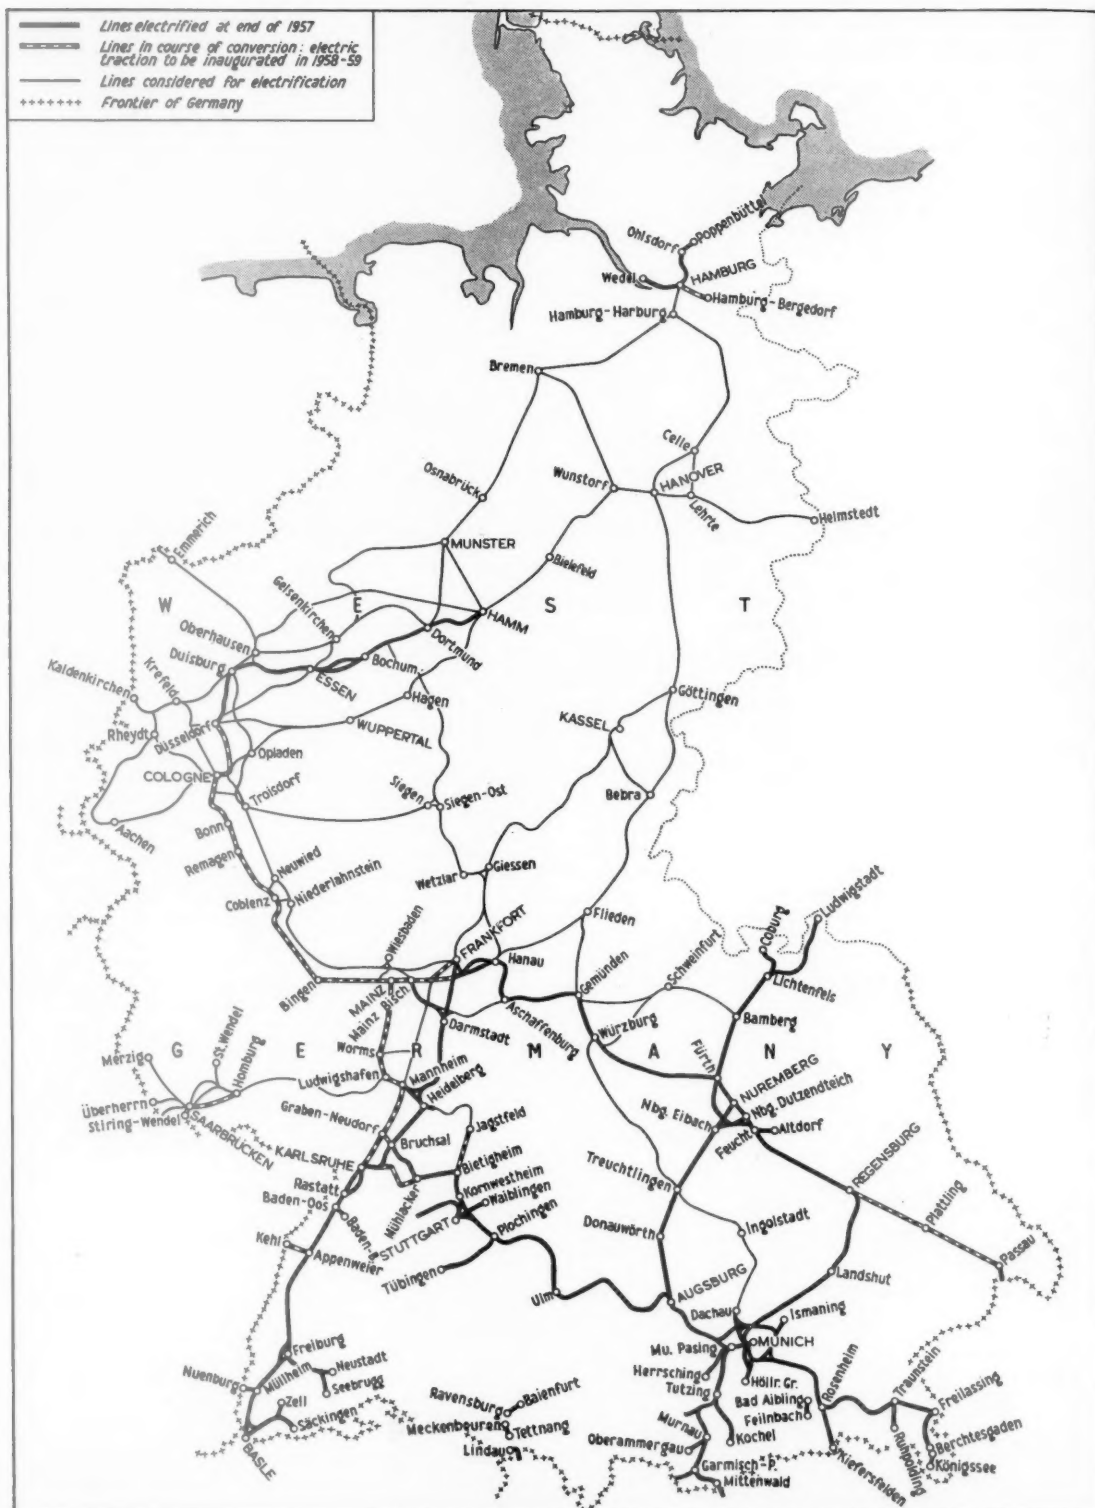 Lines electrified at end of 1957
Lines in course of conversion: electric
traction to be inaugurated in 1958-59
Lines considered for electrification
Frontier of Germany
Ohlsdorf
Poppenbüttel
Wedel
HAMBURG
Hamburg-Bergedorf
Hamburg-Harburg
Bremen
Celle
Osnabrück
Wunstorf
HANOVER
Lehrte
Helmstedt
Emmerich
MUNSTER
Bielefeld
W E S T
Gelsenkirchen
HAMM
Oberhausen
Dortmund
Duisburg
Bochum
ESSEN
Kaldenkirchen
Krefeld
Hagen
Göttingen
Rheydt
Düsseldorf
WUPPERTAL
KASSEL
Opladen
COLOGNE
Troisdorf
Siegen
Siegen-Ost
Bebra
Aachen
Bonn
Remagen
Neuwied
Wetzlar
Giessen
Coblenz
Niederlahnstein
Flieden
Ludwigstadt
Coburg
Wiesbaden
FRANKFORT
Hanau
Gemünden
Schweinfurt
Lichtenfels
Bingen
MAINZ
Mainz Bisch
Aschaffenburg
Bamberg
Darmstadt
Würzburg
G E R M A N Y
Merzig
St.Wendel
Homburg
Worms
Fürth
Ludwigshafen
Mannheim
Heidelberg
NUREMBERG
Überherrn
Stiring-Wendel
SAARBRÜCKEN
Graben-Neudorf
Jagstfeld
Nbg. Eibach
Nbg. Dutzendteich
Feucht
Altdorf
Bruchsal
KARLSRUHE
Bietigheim
REGENSBURG
Rastatt
Kornwestheim
Treuchtlingen
Baden-Oos
Mühlacker
Waiblingen
Plattling
Baden-B
STUTTGART
Plochingen
Donauwörth
Ingolstadt
Kehl
Appenweier
Passau
Tübingen
Ulm
AUGSBURG
Landshut
Dachau
Ismaning
Freiburg
Mu. Pasing
MUNICH
Neustadt
Nuenburg
Müllheim
Seebrugg
Herrsching
Höllr. Gr.
Rosenheim
Traunstein
Zell
Ravensburg
Baienfurt
Tutzing
Bad Aibling
Freilassing
Säckingen
Meckenbeuren
Tettnang
Murnau
Feilnbach
BASLE
Lindau
Oberammergau
Kochel
Ruhpolding
Berchtesgaden
Garmisch-P.
Kiefersfelden
Königssee
Mittenwald